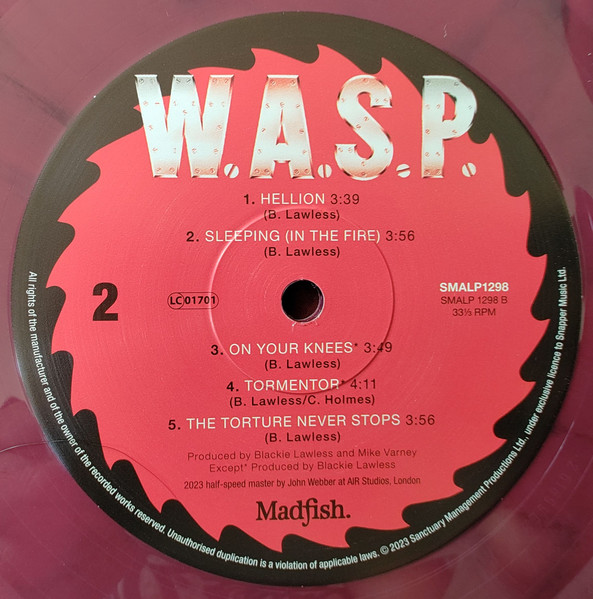 W.A.S.P.
1. HELLION 3:39
(B. Lawless)
2. SLEEPING (IN THE FIRE) 3:56
(B. Lawless)
2
LC 01701
SMALP1298
SMALP 1298 B
33⅓ RPM
3. ON YOUR KNEES* 3:49
(B. Lawless)
4. TORMENTOR* 4:11
(B. Lawless/C. Holmes)
5. THE TORTURE NEVER STOPS 3:56
(B. Lawless)
Produced by Blackie Lawless and Mike Varney
Except* Produced by Blackie Lawless
2023 half-speed master by John Webber at AIR Studios, London
Madfish.
All rights of the manufacturer and of the owner of the recorded works reserved. Unauthorised duplication is a violation of applicable laws. © 2023 Sanctuary Management Productions Ltd., under exclusive licence to Snapper Music Ltd.